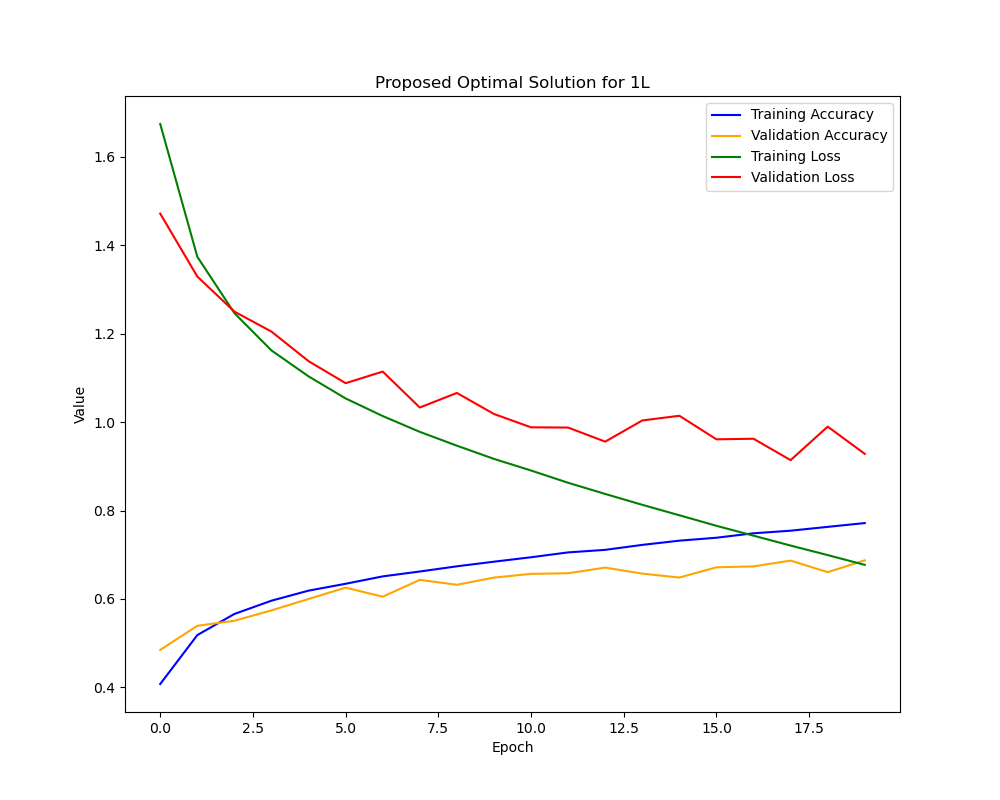 Proposed Optimal Solution for 1L
Training Accuracy
Validation Accuracy
Training Loss
Validation Loss
1.6
1.4
1.2
1.0
0.8
0.6
0.4
Value
0.0 2.5 5.0 7.5 10.0 12.5 15.0 17.5
Epoch